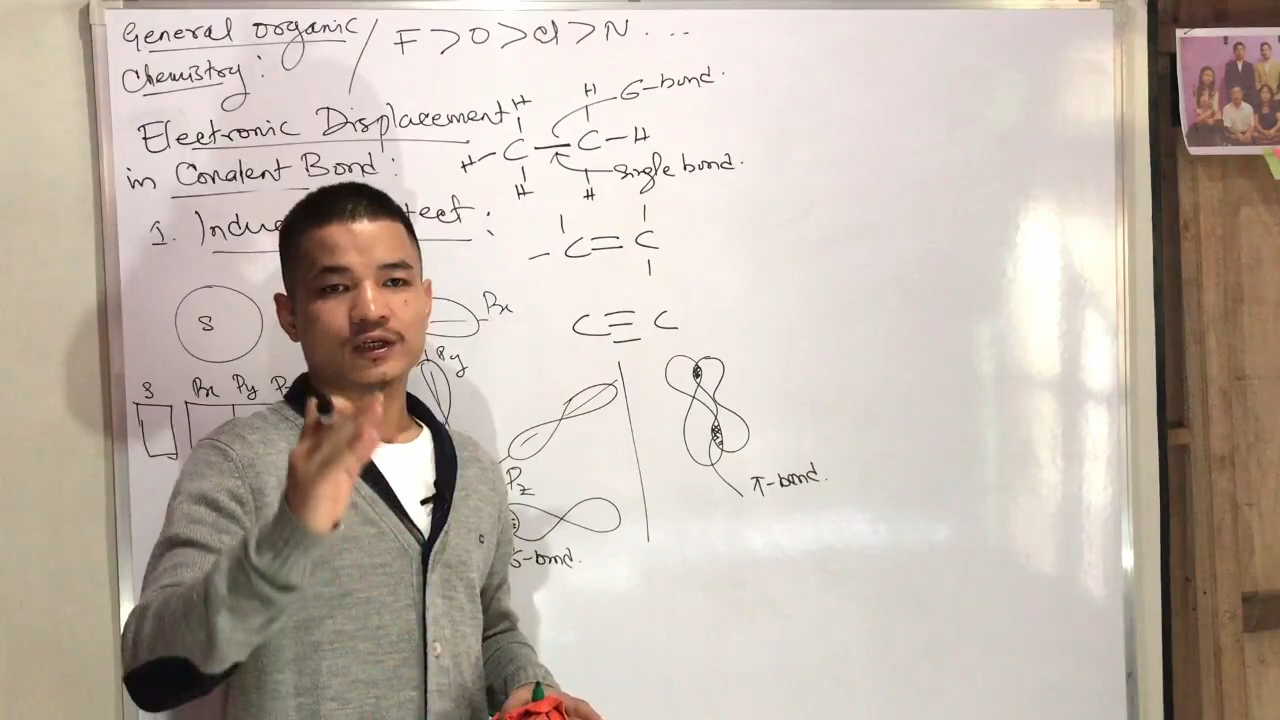 General organic
Chemistry :
F > O > Cl > N ...
Electronic Displacement
in Covalent Bond :
1.
H H
H C C H
H H
σ-bond.
single bond.
C = C
C ≡ C
S
Px
Py
S Px Py
Pz
σ-bond.
π-bond.